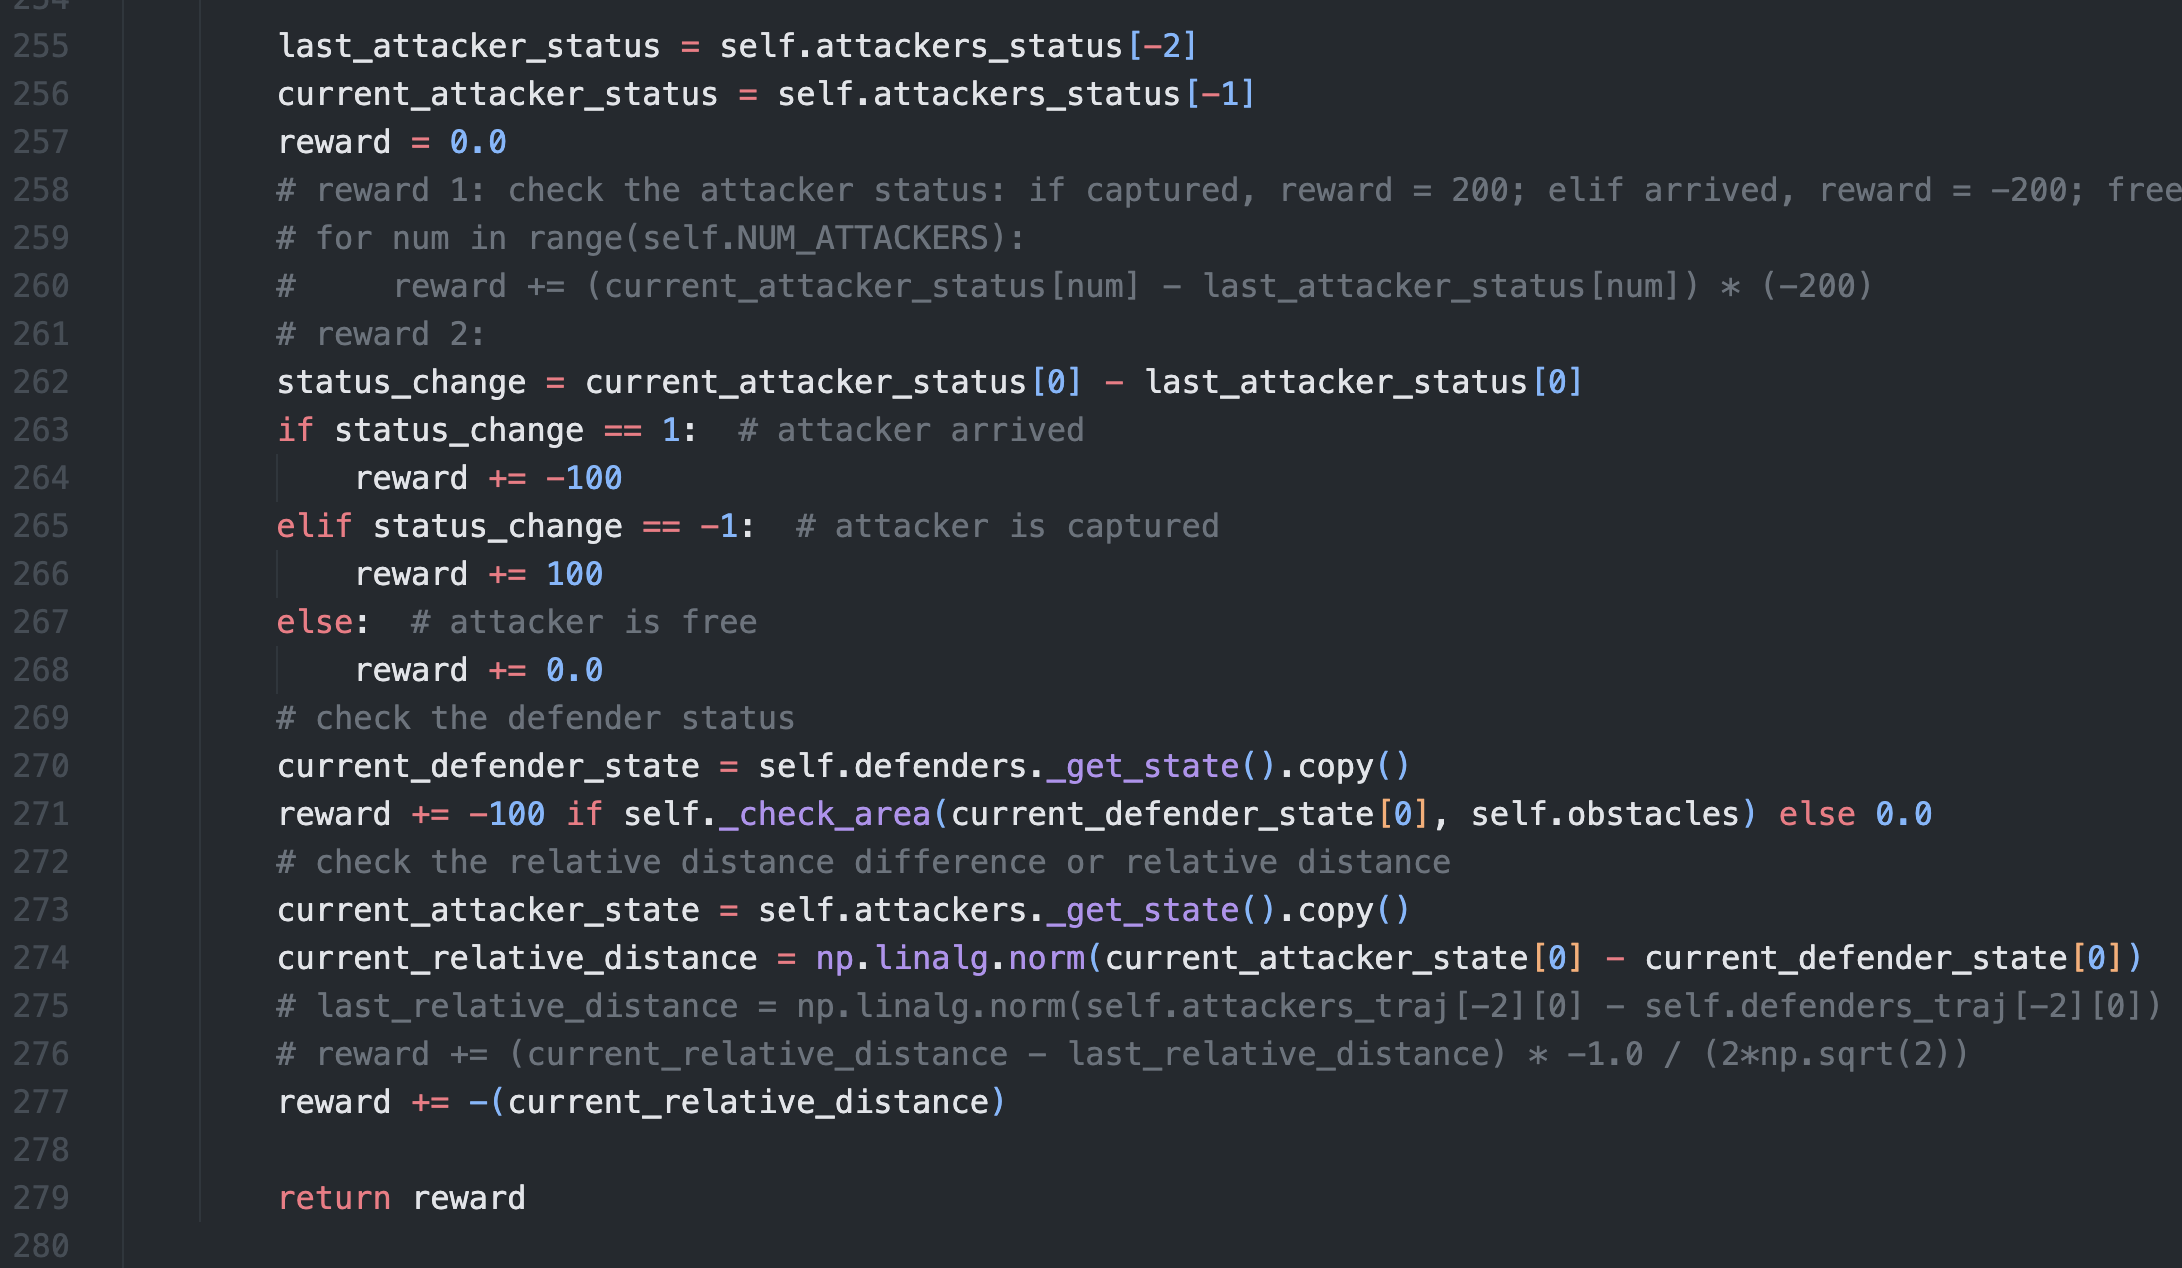 254
255 last_attacker_status = self.attackers_status[-2]
256 current_attacker_status = self.attackers_status[-1]
257 reward = 0.0
258 # reward 1: check the attacker status: if captured, reward = 200; elif arrived, reward = -200; free
259 # for num in range(self.NUM_ATTACKERS):
260 #     reward += (current_attacker_status[num] - last_attacker_status[num]) * (-200)
261 # reward 2:
262 status_change = current_attacker_status[0] - last_attacker_status[0]
263 if status_change == 1:  # attacker arrived
264     reward += -100
265 elif status_change == -1:  # attacker is captured
266     reward += 100
267 else:  # attacker is free
268     reward += 0.0
269 # check the defender status
270 current_defender_state = self.defenders._get_state().copy()
271 reward += -100 if self._check_area(current_defender_state[0], self.obstacles) else 0.0
272 # check the relative distance difference or relative distance
273 current_attacker_state = self.attackers._get_state().copy()
274 current_relative_distance = np.linalg.norm(current_attacker_state[0] - current_defender_state[0])
275 # last_relative_distance = np.linalg.norm(self.attackers_traj[-2][0] - self.defenders_traj[-2][0])
276 # reward += (current_relative_distance - last_relative_distance) * -1.0 / (2*np.sqrt(2))
277 reward += -(current_relative_distance)
278
279 return reward
280